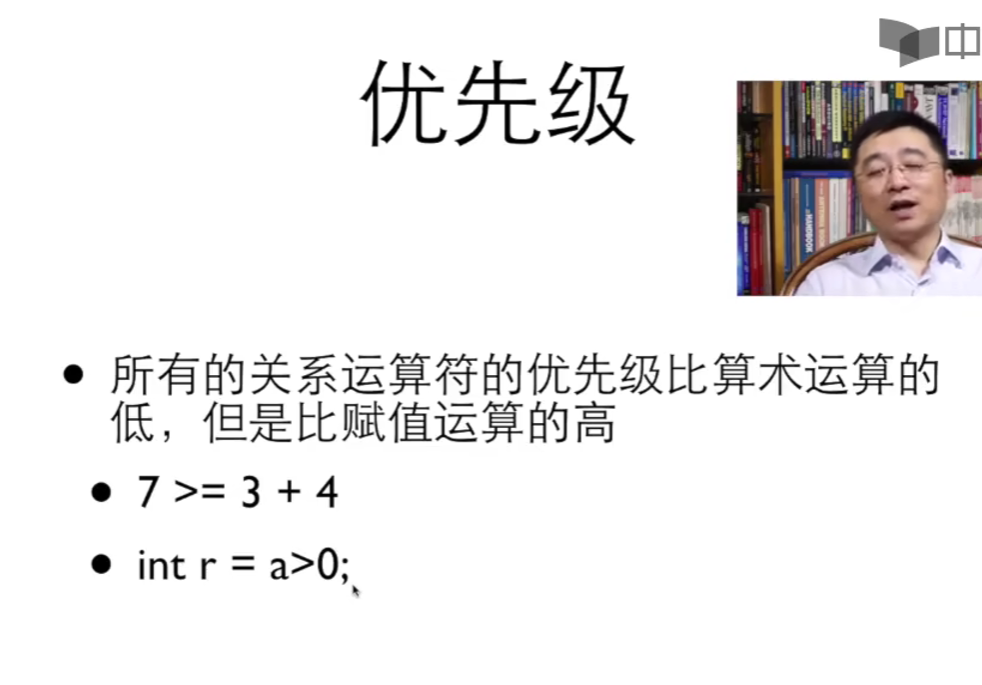 中
优先级
HANDBOOK
所有的关系运算符的优先级比算术运算的
低，但是比赋值运算的高
7 >= 3 + 4
int r = a>0;